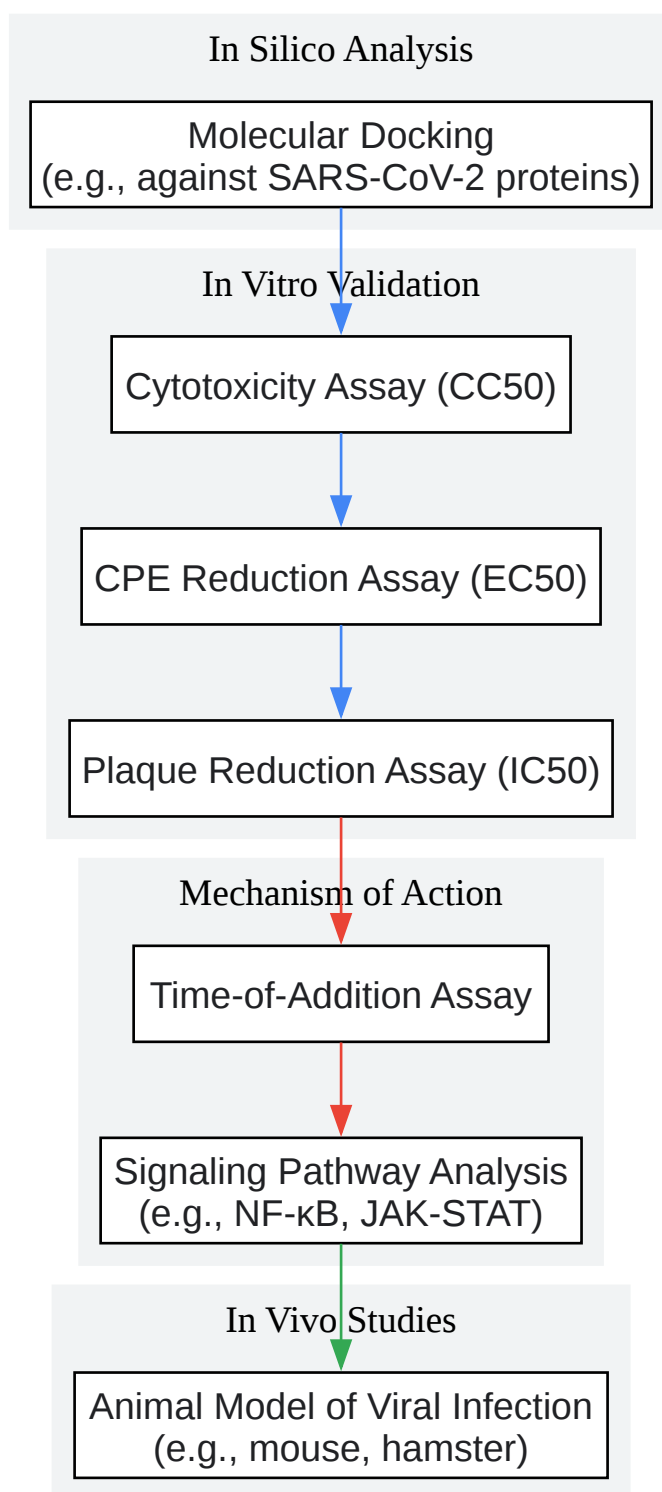 In Silico Analysis
Molecular Docking
(e.g., against SARS-CoV-2 proteins)
In Vitro Validation
Cytotoxicity Assay (CC50)
CPE Reduction Assay (EC50)
Plaque Reduction Assay (IC50)
Mechanism of Action
Time-of-Addition Assay
Signaling Pathway Analysis
(e.g., NF-κB, JAK-STAT)
In Vivo Studies
Animal Model of Viral Infection
(e.g., mouse, hamster)